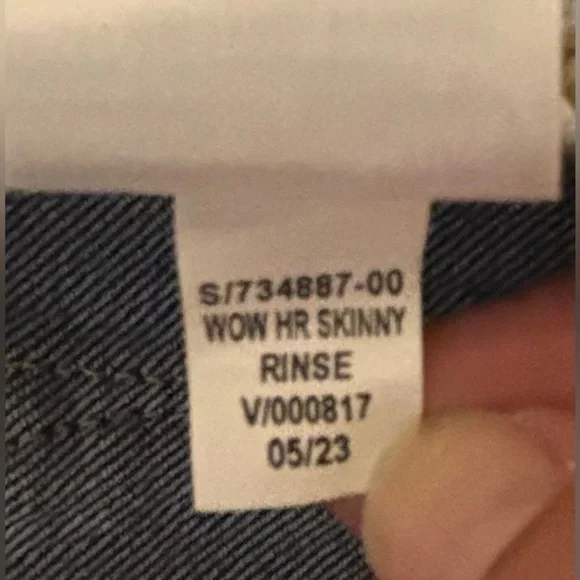 S/734887-00
WOW HR SKINNY
RINSE
V/000817
05/23